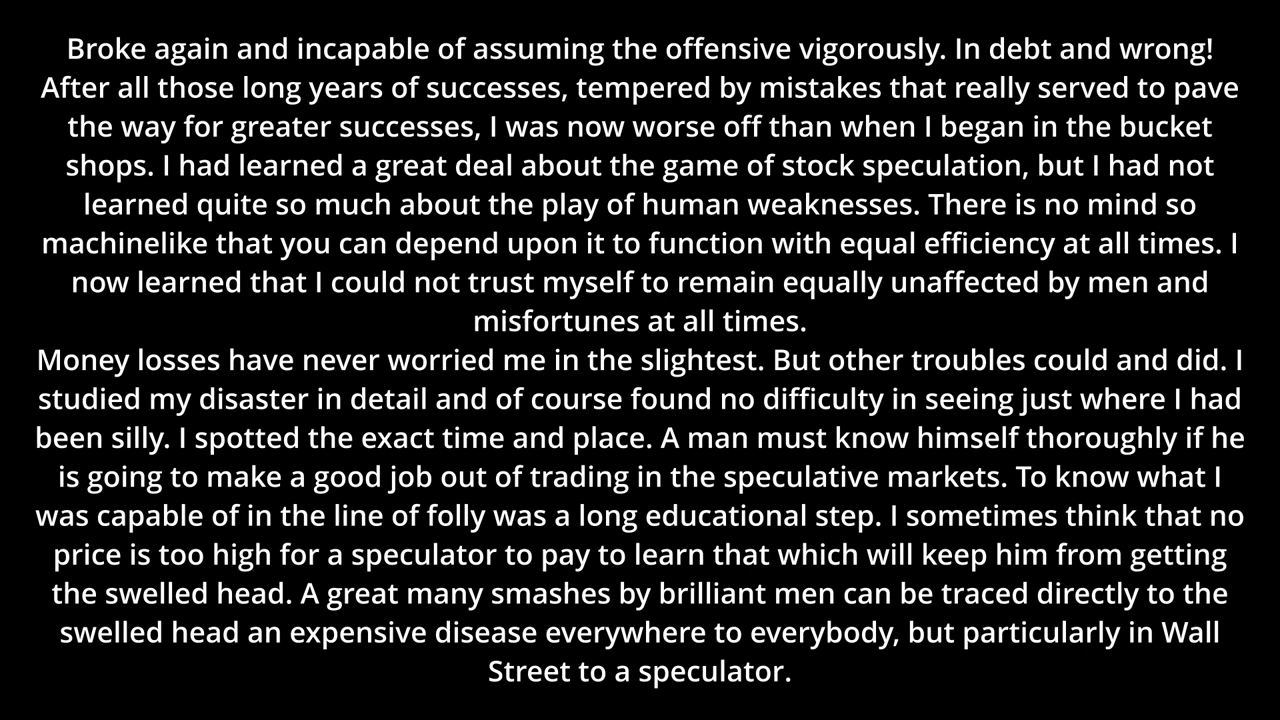 Broke again and incapable of assuming the offensive vigorously. In debt and wrong!
After all those long years of successes, tempered by mistakes that really served to pave
the way for greater successes, I was now worse off than when I began in the bucket
shops. I had learned a great deal about the game of stock speculation, but I had not
learned quite so much about the play of human weaknesses. There is no mind so
machinelike that you can depend upon it to function with equal efficiency at all times. I
now learned that I could not trust myself to remain equally unaffected by men and
misfortunes at all times.
Money losses have never worried me in the slightest. But other troubles could and did. I
studied my disaster in detail and of course found no difficulty in seeing just where I had
been silly. I spotted the exact time and place. A man must know himself thoroughly if he
is going to make a good job out of trading in the speculative markets. To know what I
was capable of in the line of folly was a long educational step. I sometimes think that no
price is too high for a speculator to pay to learn that which will keep him from getting
the swelled head. A great many smashes by brilliant men can be traced directly to the
swelled head an expensive disease everywhere to everybody, but particularly in Wall
Street to a speculator.